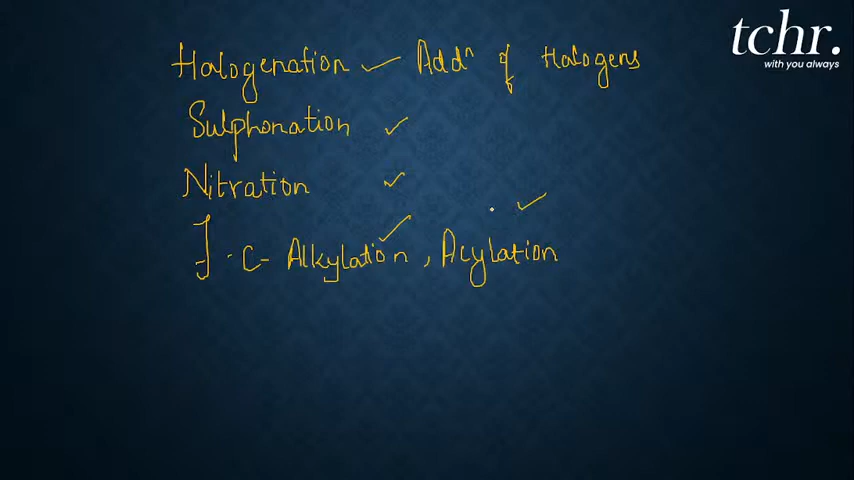 tchr.
with you always
Halogenation ✓ Addⁿ of Halogens
Sulphonation ✓
Nitration ✓
F.C- Alkylation ✓, Acylation ✓